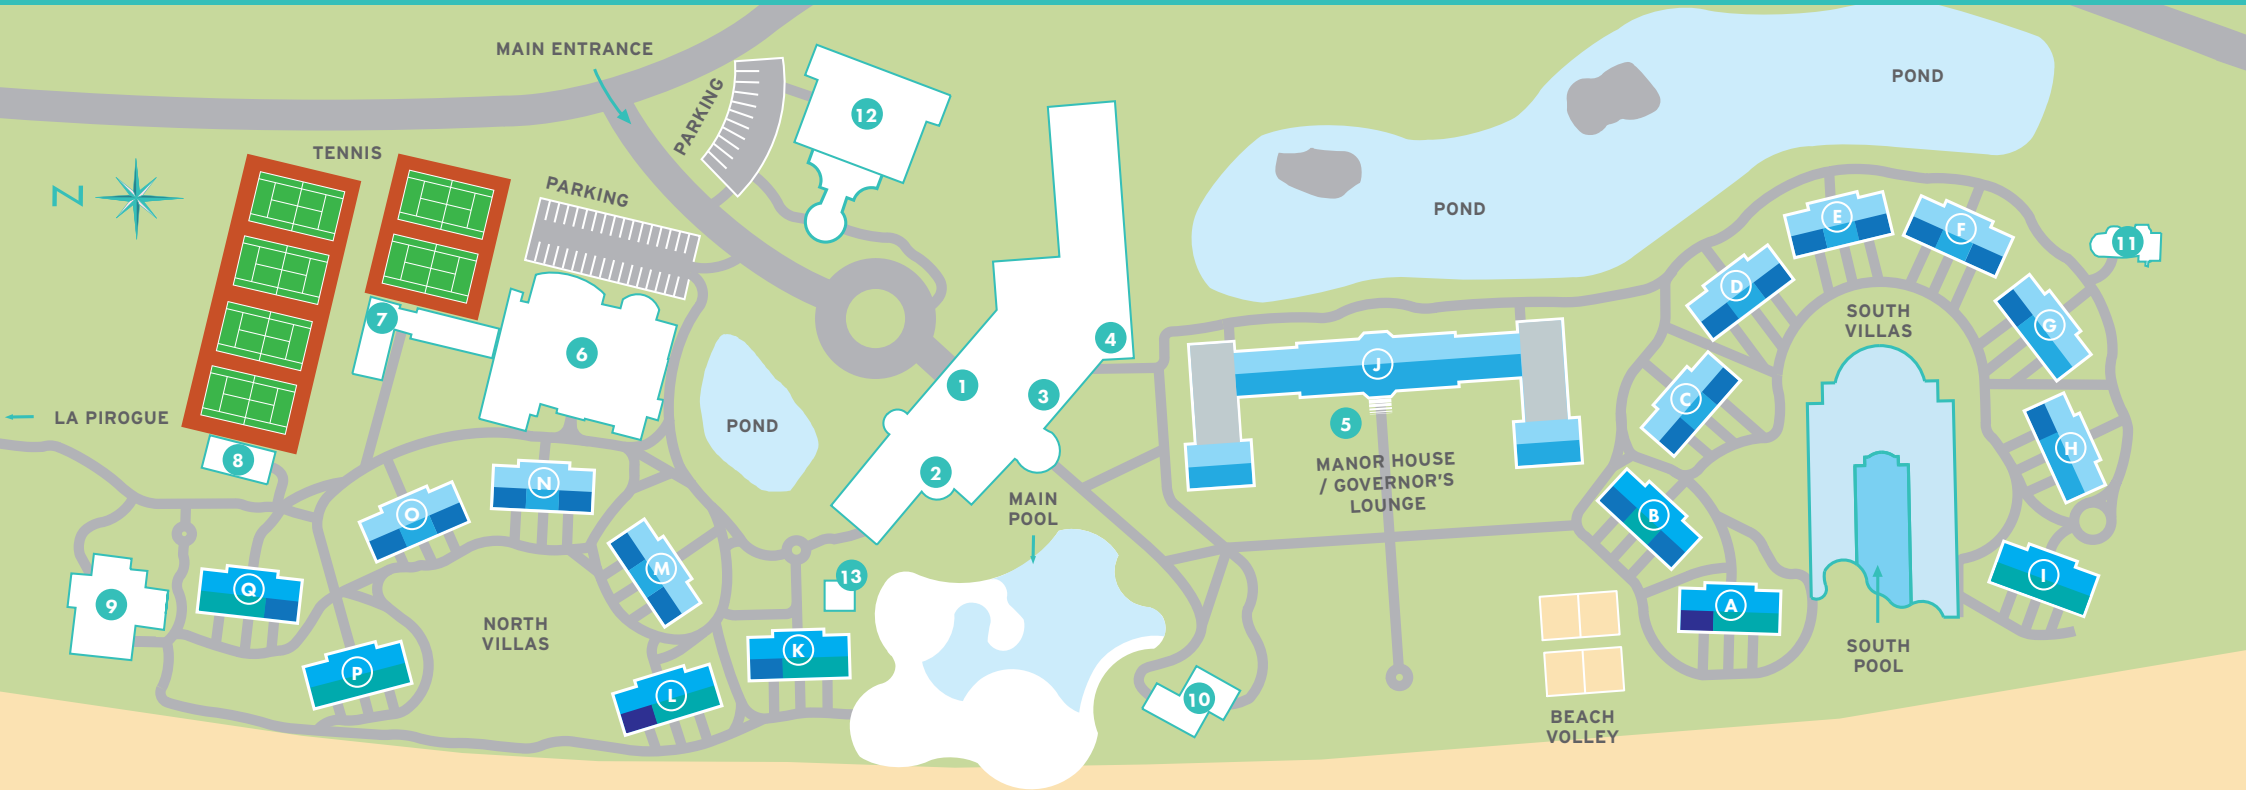 MAIN ENTRANCE
PARKING
12
POND
TENNIS
N
PARKING
POND
E
F
11
D
SOUTH
VILLAS
G
7
6
4
1
3
J
C
H
LA PIROGUE
8
POND
2
5
MANOR HOUSE
/ GOVERNOR'S
LOUNGE
MAIN
POOL
O
N
M
13
B
I
A
9
Q
NORTH
VILLAS
K
P
L
10
SOUTH
POOL
BEACH
VOLLEY